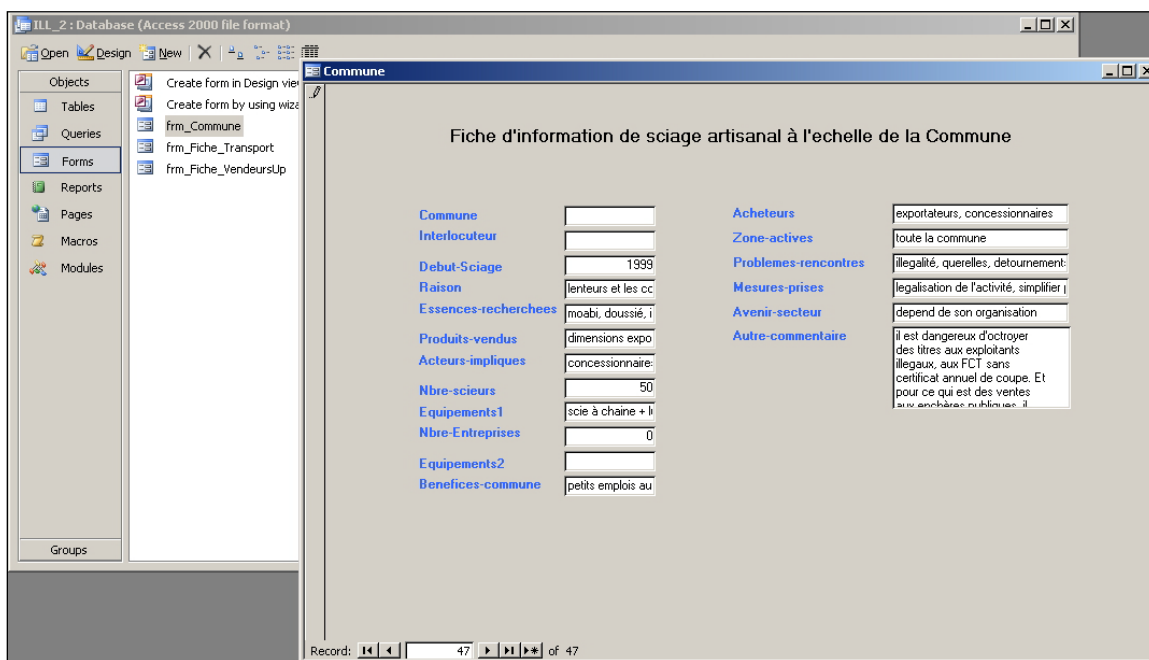 ILL_2 : Database (Access 2000 file format)
Open Design New
Objects
Tables
Queries
Forms
Reports
Pages
Macros
Modules
Groups
Create form in Design
Create form by using
frm_Commune
frm_Fiche_Transport
frm_Fiche_VendeursUp
Commune
Fiche d'information de sciage artisanal à l'echelle de la Commune
Commune
Interlocuteur
Debut-Sciage 1999
Raison lenteurs et les
Essences-recherchees moabi, doussié,
Produits-vendus dimensions expo
Acteurs-impliques concessionnaires
Nbre-scieurs 50
Equipements1 scie à chaine +
Nbre-Entreprises 0
Equipements2
Benefices-commune petits emplois au
Acheteurs exportateurs, concessionnaires
Zone-actives toute la commune
Problemes-rencontres illegalité, querelles, detournement
Mesures-prises legalisation de l'activité, simplifier
Avenir-secteur depend de son organisation
Autre-commentaire il est dangereux d'octroyer
des titres aux exploitants
illegaux, aux FCT sans
certificat annuel de coupe. Et
pour ce qui est des ventes
aux enchères publiques, il
Record: 47 of 47